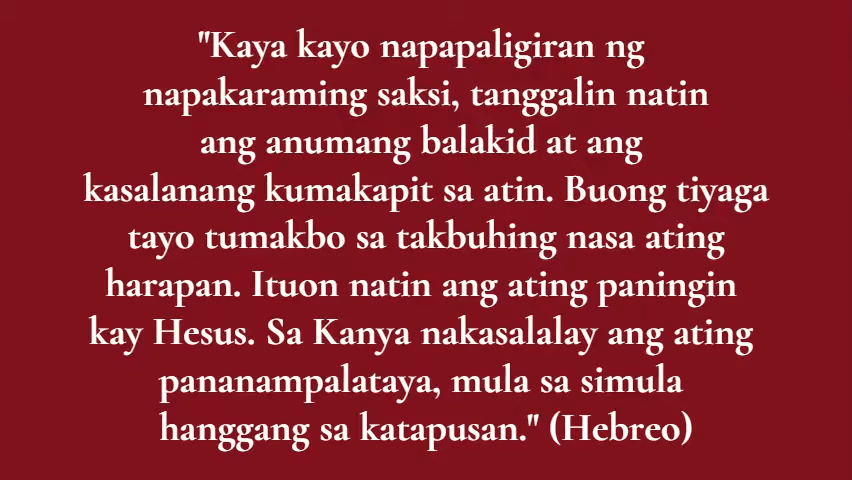 "Kaya kayo napapaligiran ng
napakaraming saksi, tanggalin natin
ang anumang balakid at ang
kasalanang kumakapit sa atin. Buong tiyaga
tayo tumakbo sa takbuhing nasa ating
harapan. Ituon natin ang ating paningin
kay Hesus. Sa Kanya nakasalalay ang ating
pananampalataya, mula sa simula
hanggang sa katapusan." (Hebreo)